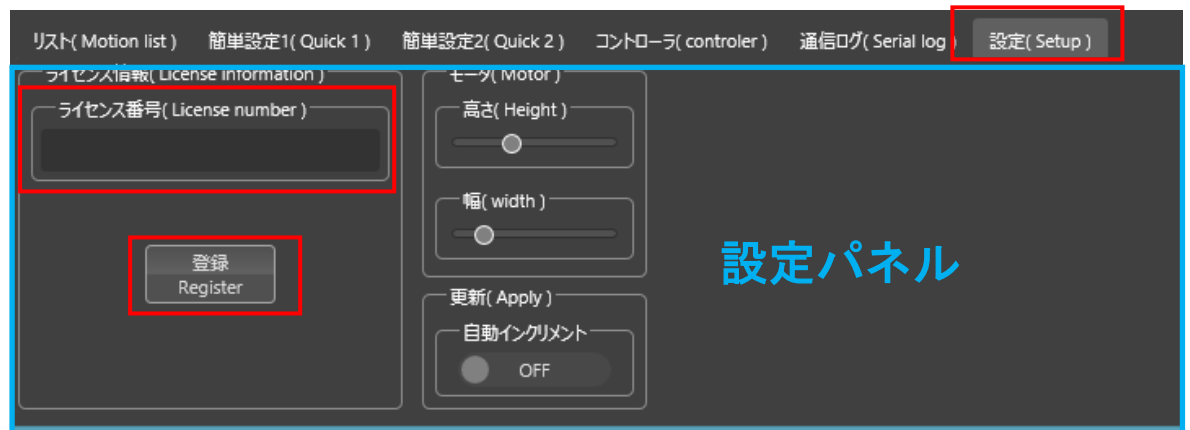 リスト( Motion list )
簡単設定1( Quick 1 )
簡単設定2( Quick 2 )
コントローラ( controler )
通信ログ( Serial log )
設定( Setup )
ライセンス情報( License information )
ライセンス番号( License number )
登録
Register
モータ( Motor )
高さ( Height )
幅( width )
更新( Apply )
自動インクリメント
OFF
設定パネル